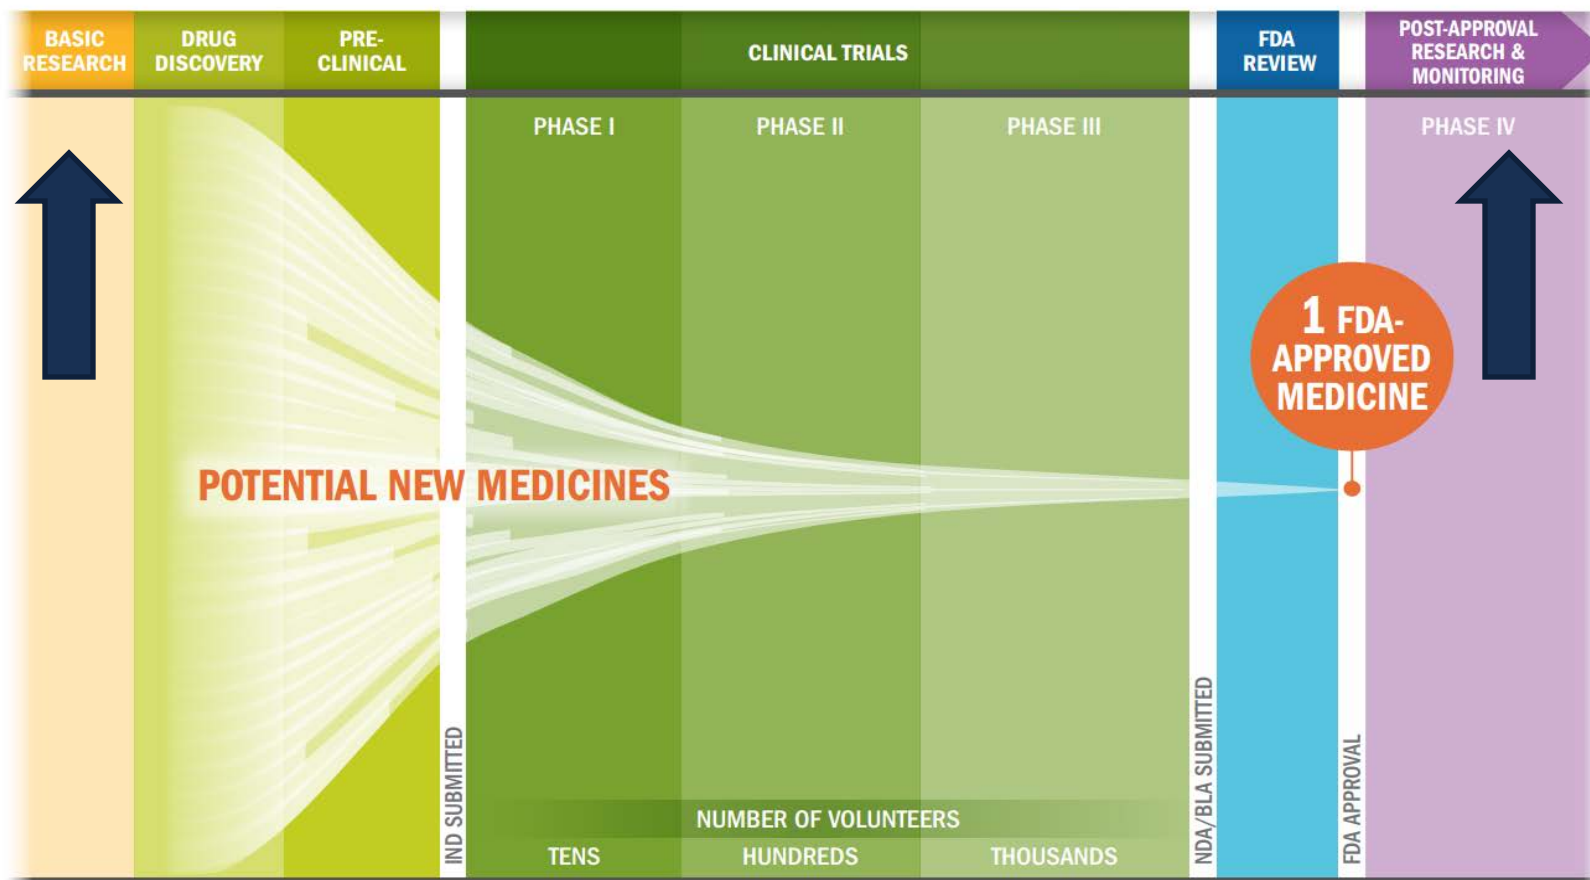 BASIC
RESEARCH
DRUG
DISCOVERY
PRE-
CLINICAL
CLINICAL TRIALS
FDA
REVIEW
POST-APPROVAL
RESEARCH &
MONITORING
PHASE I
PHASE II
PHASE III
PHASE IV
1 FDA-
APPROVED
MEDICINE
POTENTIAL NEW MEDICINES
IND SUBMITTED
NDA/BLA SUBMITTED
FDA APPROVAL
NUMBER OF VOLUNTEERS
TENS
HUNDREDS
THOUSANDS